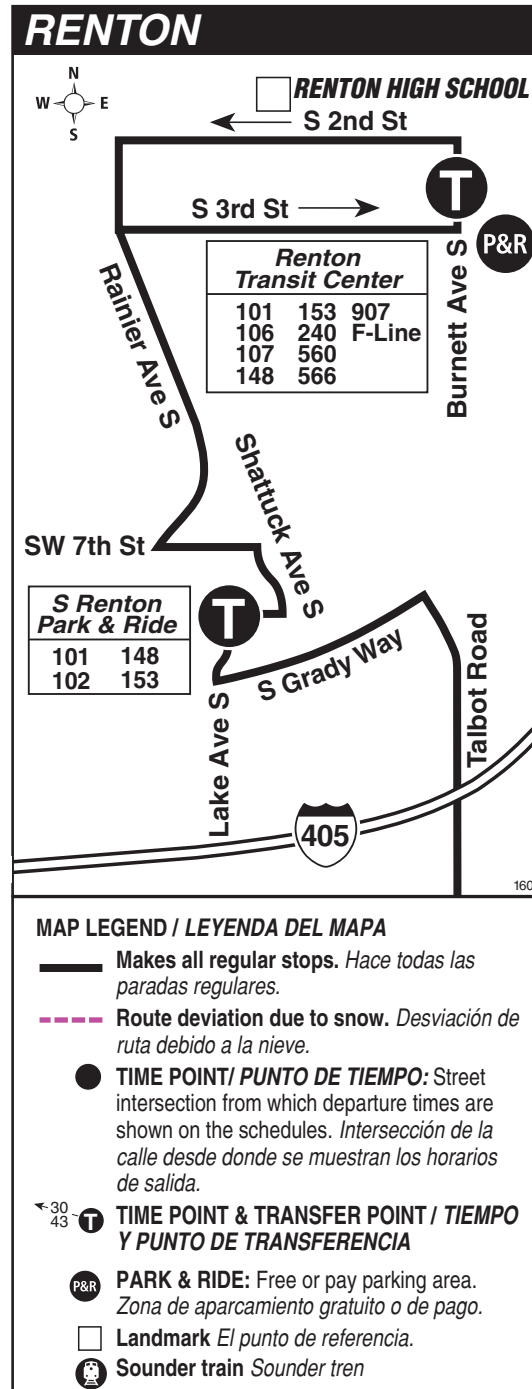 RENTON
N
W E
S
RENTON HIGH SCHOOL
S 2nd St
T
S 3rd St
P&R
Renton
Transit Center
101 153 907
106 240 F-Line
107 560
148 566
Rainier Ave S
Burnett Ave S
Shattuck Ave S
SW 7th St
S Renton
Park & Ride
101 148
102 153
T
S Grady Way
Lake Ave S
Talbot Road
405
160
MAP LEGEND / LEYENDA DEL MAPA
Makes all regular stops. Hace todas las
paradas regulares.
Route deviation due to snow. Desviación de
ruta debido a la nieve.
TIME POINT/ PUNTO DE TIEMPO: Street
intersection from which departure times are
shown on the schedules. Intersección de la
calle desde donde se muestran los horarios
de salida.
30
43 T TIME POINT & TRANSFER POINT / TIEMPO
Y PUNTO DE TRANSFERENCIA
P&R PARK & RIDE: Free or pay parking area.
Zona de aparcamiento gratuito o de pago.
Landmark El punto de referencia.
Sounder train Sounder tren